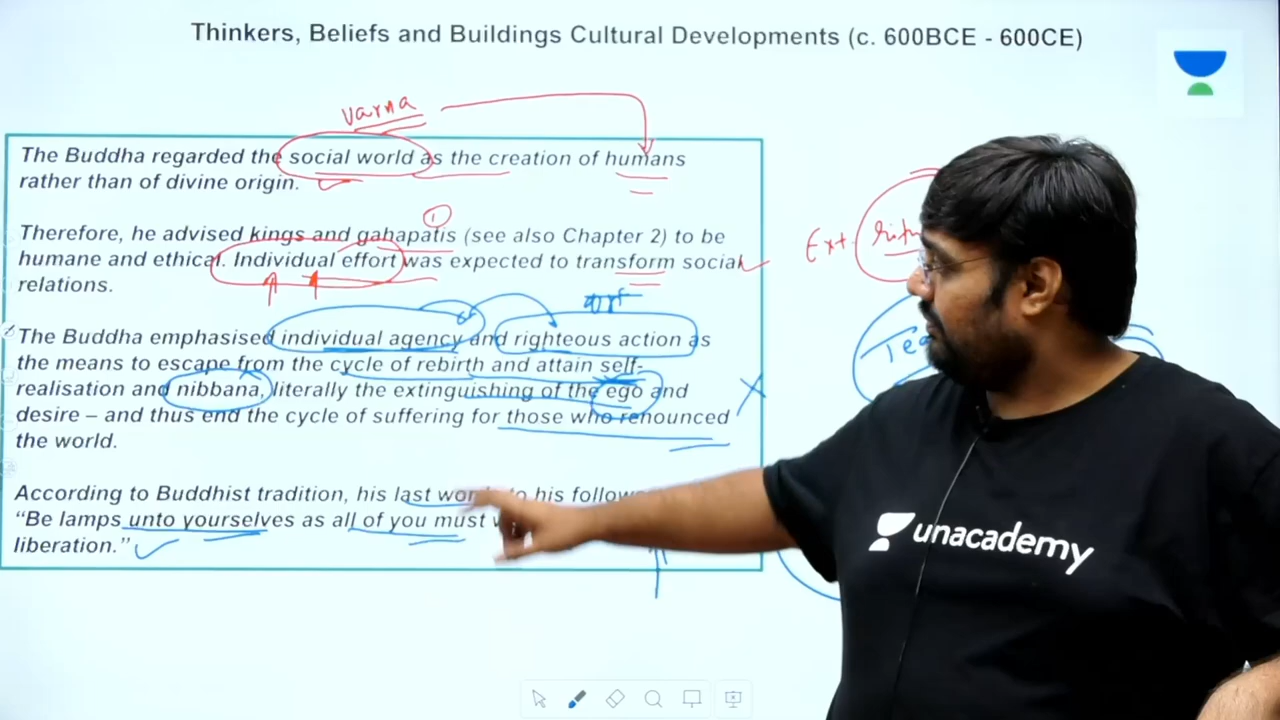 Thinkers, Beliefs and Buildings Cultural Developments (c. 600BCE - 600CE)
varna
The Buddha regarded the social world as the creation of humans
rather than of divine origin.
1
Therefore, he advised kings and gahapatis (see also Chapter 2) to be
humane and ethical. Individual effort was expected to transform social
relations.
Ext.
The Buddha emphasised individual agency and righteous action as
the means to escape from the cycle of rebirth and attain self-
realisation and nibbana, literally the extinguishing of the ego and
desire – and thus end the cycle of suffering for those who renounced
the world.
According to Buddhist tradition, his last his
"Be lamps unto yourselves as all of you must
liberation."
unacademy